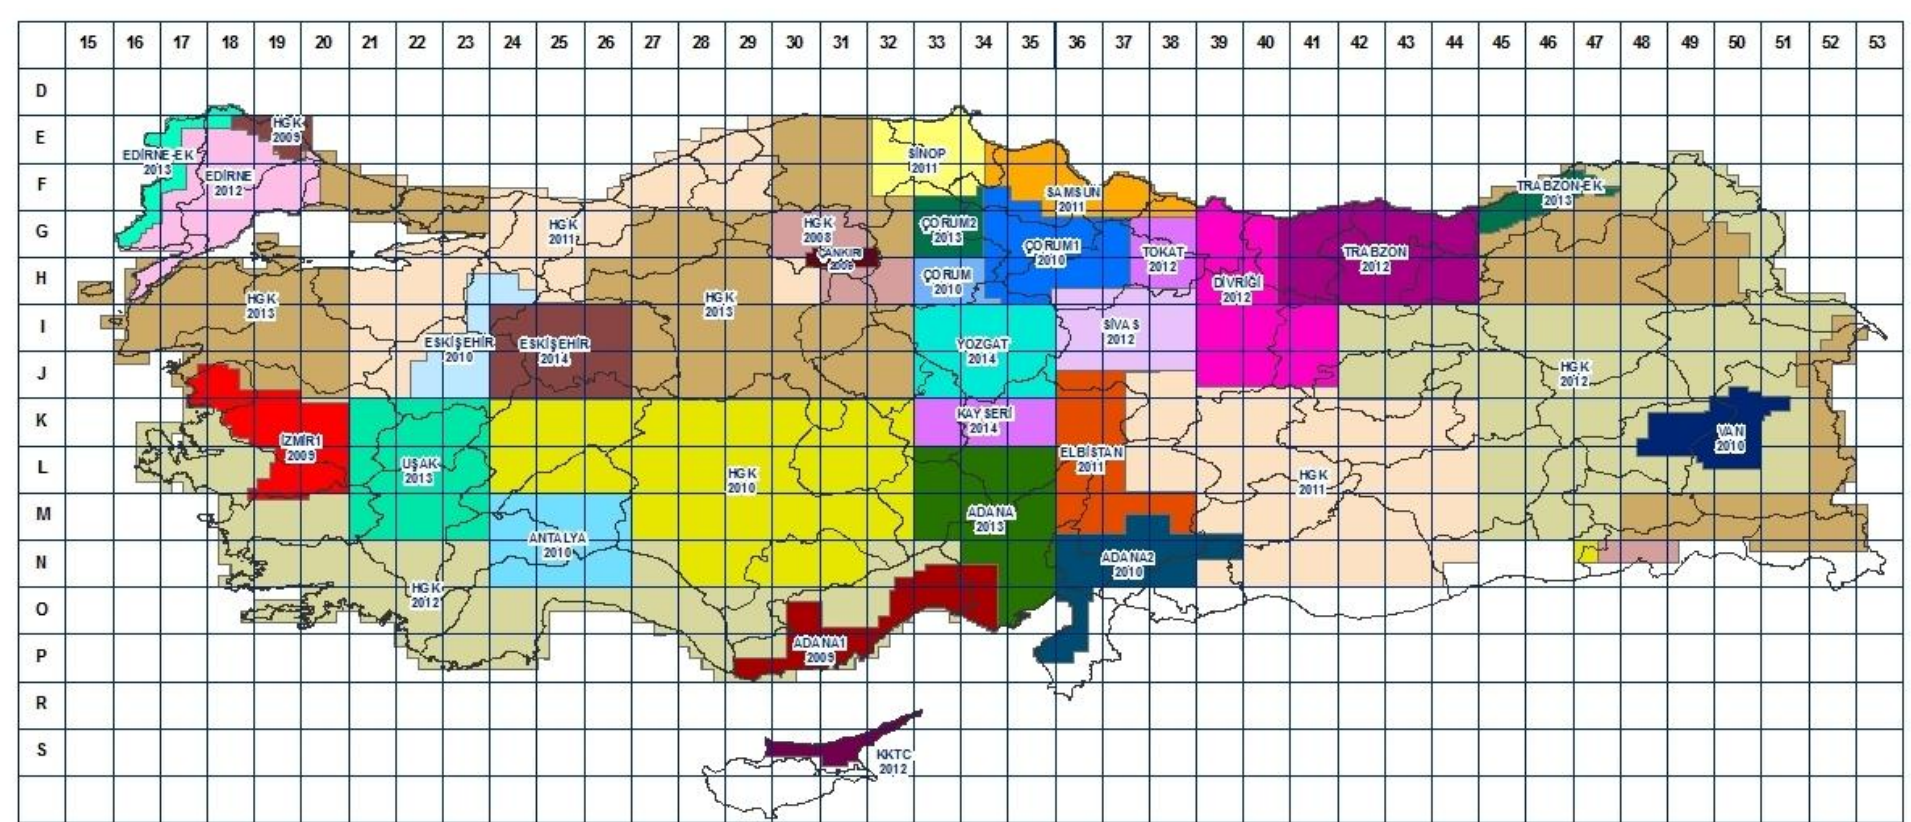 15 16 17 18 19 20 21 22 23 24 25 26 27 28 29 30 31 32 33 34 35 36 37 38 39 40 41 42 43 44 45 46 47 48 49 50 51 52 53
D
E
F
G
H
I
J
K
L
M
N
O
P
R
S
HGK
2009
EDİRNE-EK
2013
EDİRNE
2012
SİNOP
2011
SAMSUN
2011
TRABZON-EK
2013
HGK
2011
HGK
2008
ÇANKIRI
2009
ÇORUM2
2013
ÇORUM1
2010
TOKAT
2012
TRABZON
2012
ÇORUM
2010
DİVRİĞİ
2012
HGK
2013
HGK
2013
ESKİŞEHİR
2010
ESKİŞEHİR
2014
YOZGAT
2014
SİVAS
2012
HGK
2012
KAYSERİ
2014
İZMİR1
2009
UŞAK
2013
HGK
2010
ELBİSTAN
2011
HGK
2011
VAN
2010
ANTALYA
2010
ADANA
2013
ADANA2
2010
HGK
2012
ADANA1
2009
KKTC
2012